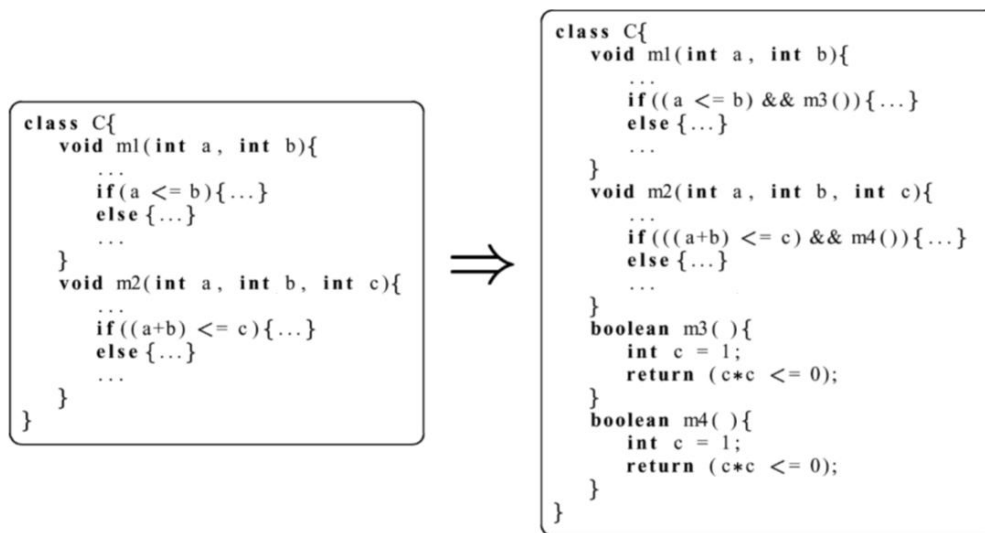 class C{
void m1(int a, int b){
...
if(a <= b){...}
else{...}
...
}
void m2(int a, int b, int c){
...
if((a+b) <= c){...}
else{...}
...
}
}
class C{
void m1(int a, int b){
...
if((a <= b) && m3()){...}
else{...}
...
}
void m2(int a, int b, int c){
...
if(((a+b) <= c) && m4()){...}
else{...}
...
}
boolean m3( ){
int c = 1;
return (c*c <= 0);
}
boolean m4( ){
int c = 1;
return (c*c <= 0);
}
}